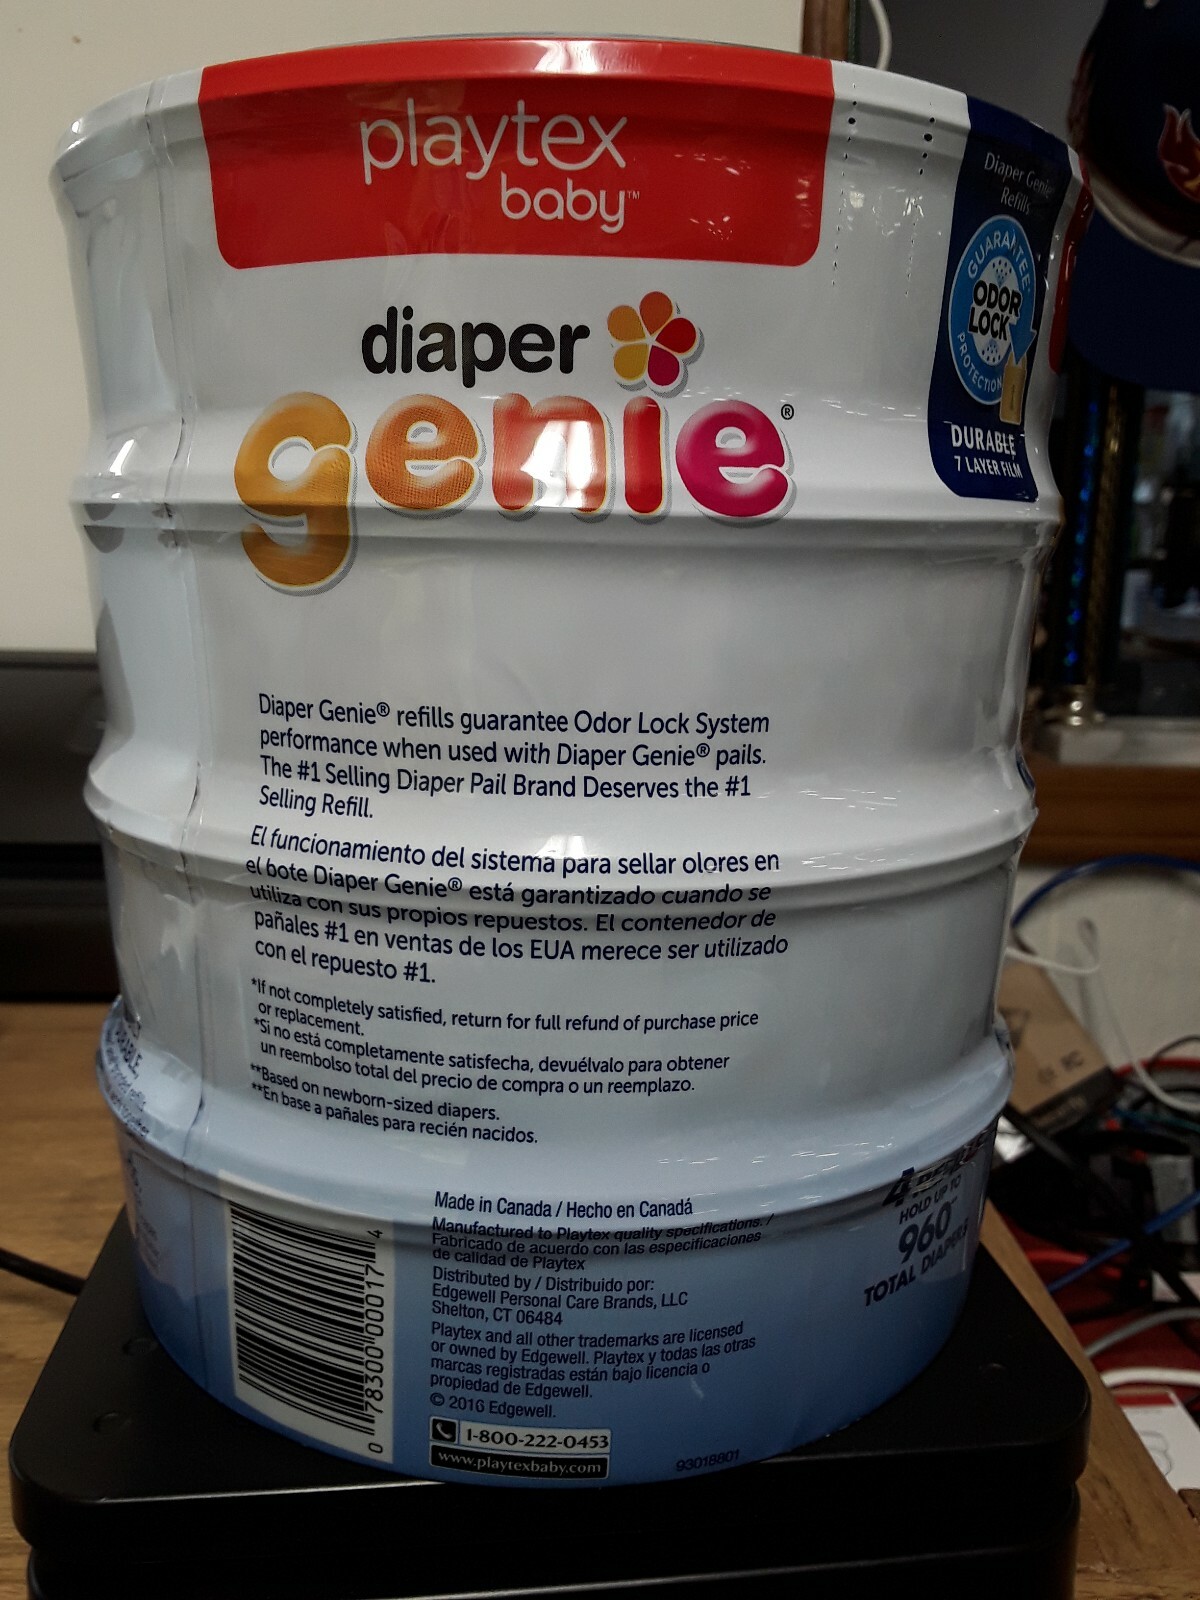 playtex
baby™
diaper
genie®
Diaper Genie
Refills
GUARANTEE
ODOR
LOCK
PROTECTION
DURABLE
7 LAYER FILM
Diaper Genie® refills guarantee Odor Lock System
performance when used with Diaper Genie® pails.
The #1 Selling Diaper Pail Brand Deserves the #1
Selling Refill.
El funcionamiento del sistema para sellar olores en
el bote Diaper Genie® está garantizado cuando se
utiliza con sus propios repuestos. El contenedor de
pañales #1 en ventas de los EUA merece ser utilizado
con el repuesto #1.
*If not completely satisfied, return for full refund of purchase price
or replacement.
*Si no está completamente satisfecha, devuélvalo para obtener
un reembolso total del precio de compra o un reemplazo.
**Based on newborn-sized diapers.
**En base a pañales para recién nacidos.
Made in Canada / Hecho en Canadá
Manufactured to Playtex quality specifications. /
Fabricado de acuerdo con las especificaciones
de calidad de Playtex
Distributed by / Distribuido por:
Edgewell Personal Care Brands, LLC
Shelton, CT 06484
Playtex and all other trademarks are licensed
or owned by Edgewell. Playtex y todas las otras
marcas registradas están bajo licencia o
propiedad de Edgewell.
© 2016 Edgewell.
1-800-222-0453
www.playtexbaby.com
93018801
0 78300 00017 4
4
HOLD UP TO
960**
TOTAL DIAPERS
DURABLE,